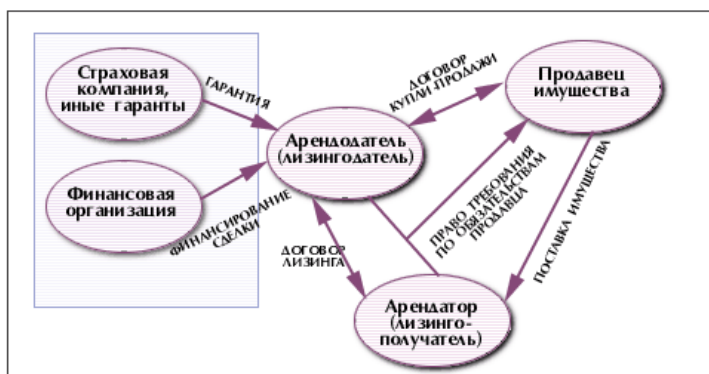 Страховая
компания,
иные гаранты
ГАРАНТИЯ
ДОГОВОР
КУПЛИ-ПРОДАЖИ
Продавец
имущества
Арендодатель
(лизингодатель)
Финансовая
организация
ФИНАНСИРОВАНИЕ
СДЕЛКИ
ДОГОВОР
ЛИЗИНГА
ПРАВО ТРЕБОВАНИЯ
ПО ОБЯЗАТЕЛЬСТВАМ
ПРОДАВЦА
ПОСТАВКА ИМУЩЕСТВА
Арендатор
(лизинго-
получатель)